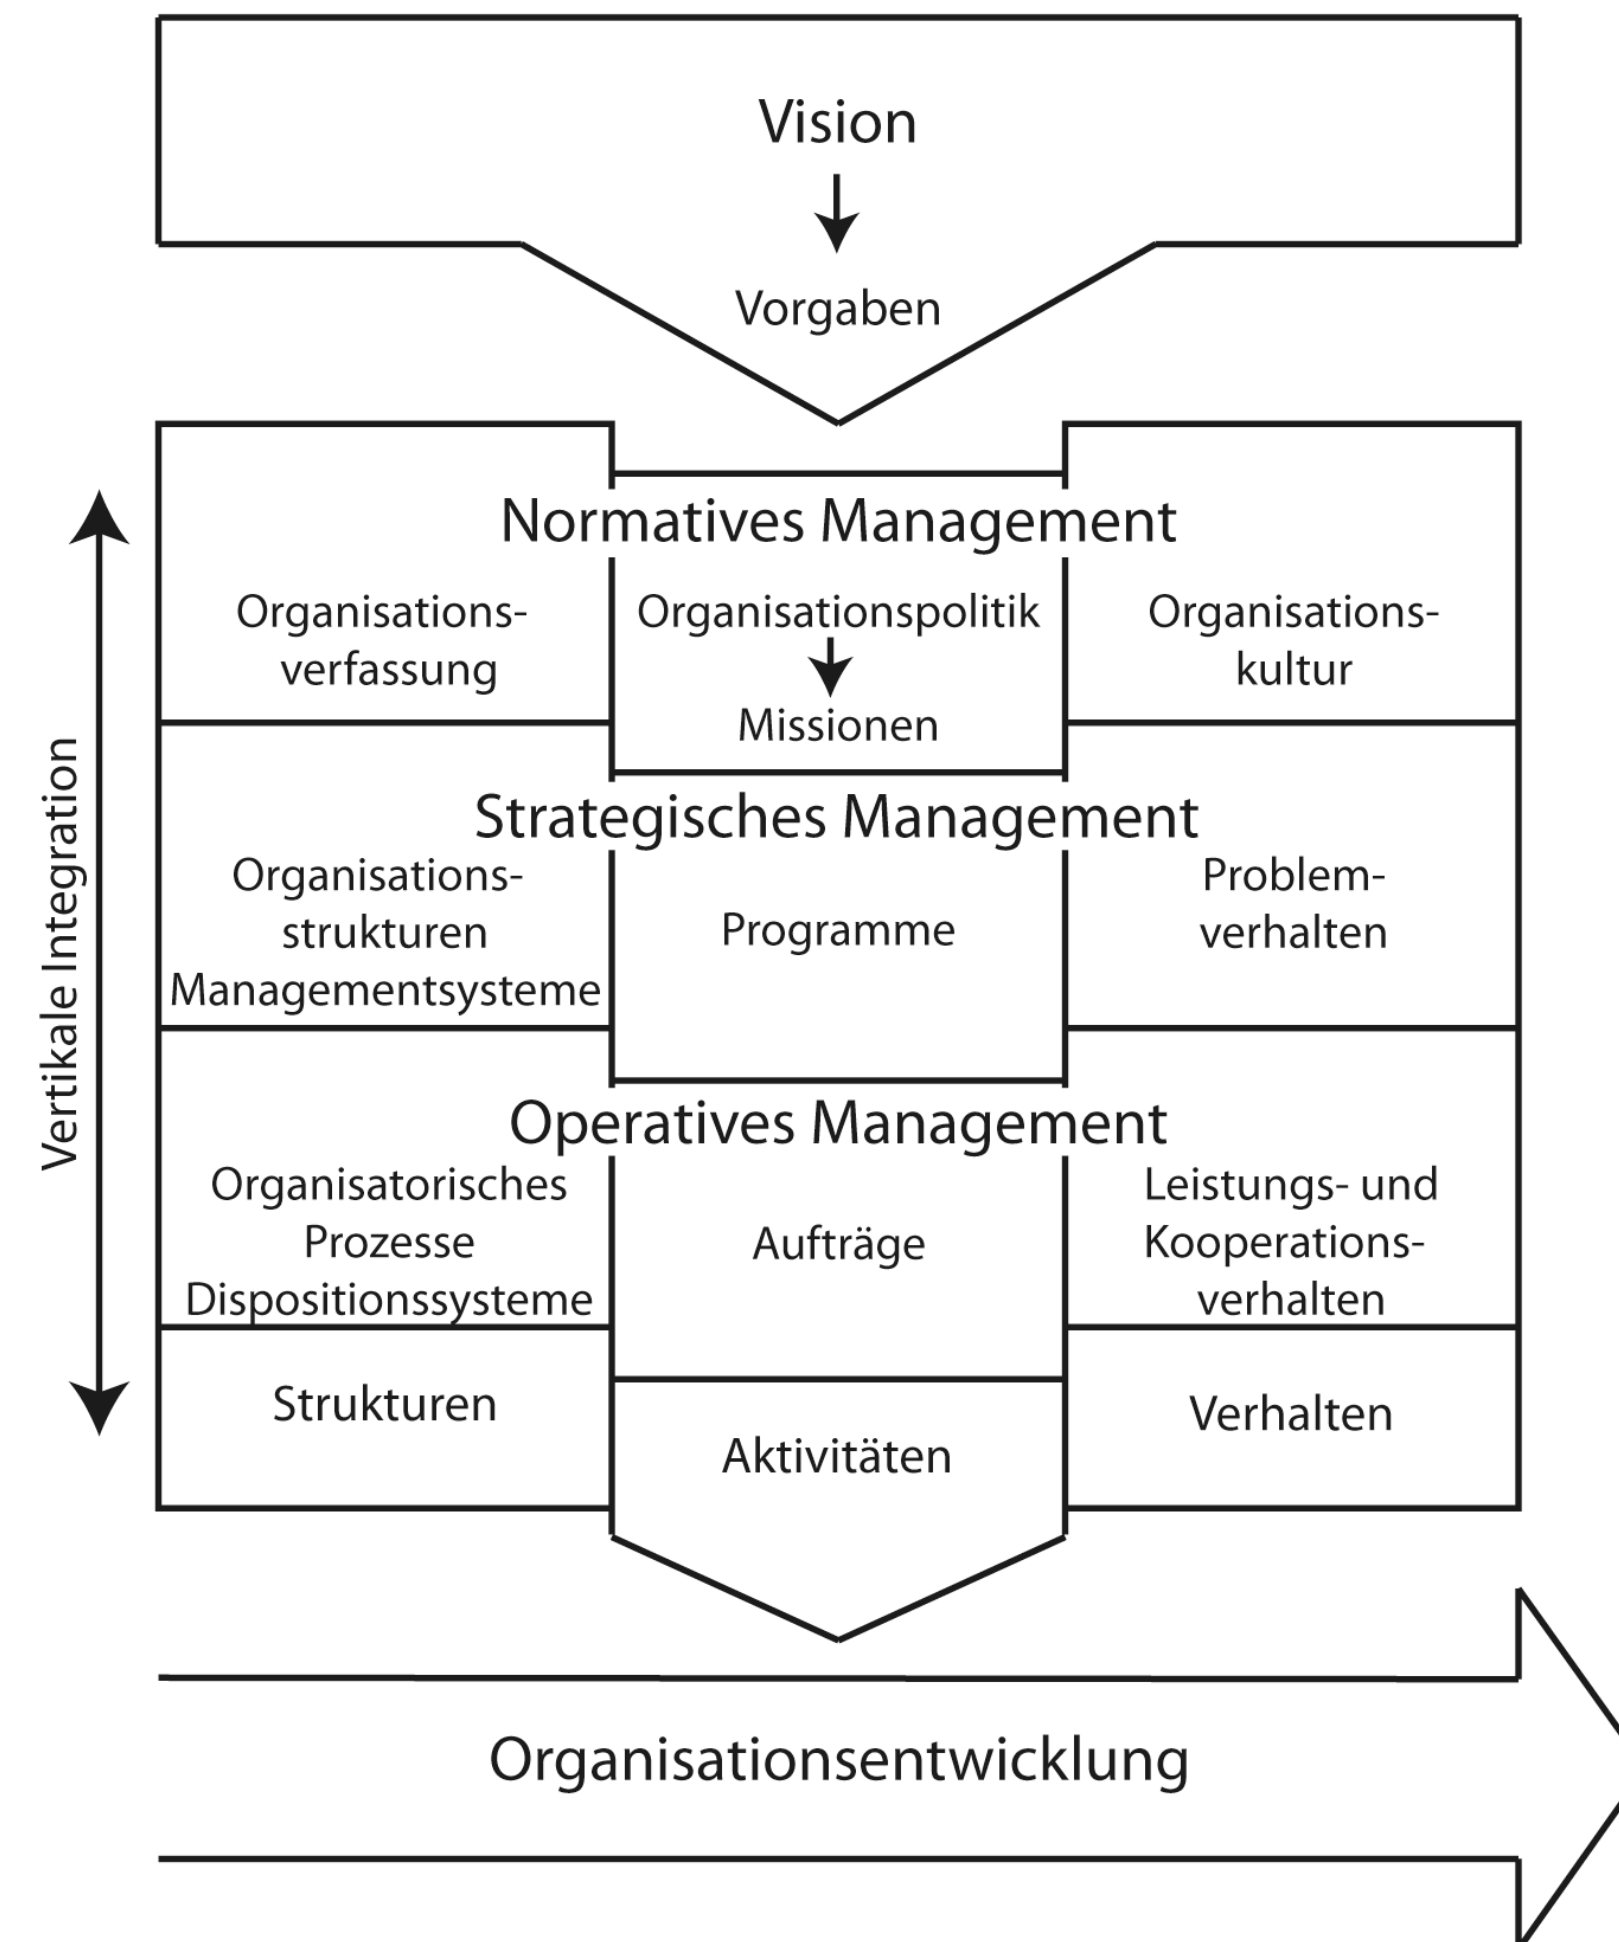 Vision
Vorgaben
Normatives Management
Organisations-
verfassung
Organisationspolitik
Missionen
Organisations-
kultur
Vertikale Integration
Strategisches Management
Organisations-
strukturen
Managementsysteme
Programme
Problem-
verhalten
Operatives Management
Organisatorisches
Prozesse
Dispositionssysteme
Aufträge
Leistungs- und
Kooperations-
verhalten
Strukturen
Aktivitäten
Verhalten
Organisationsentwicklung